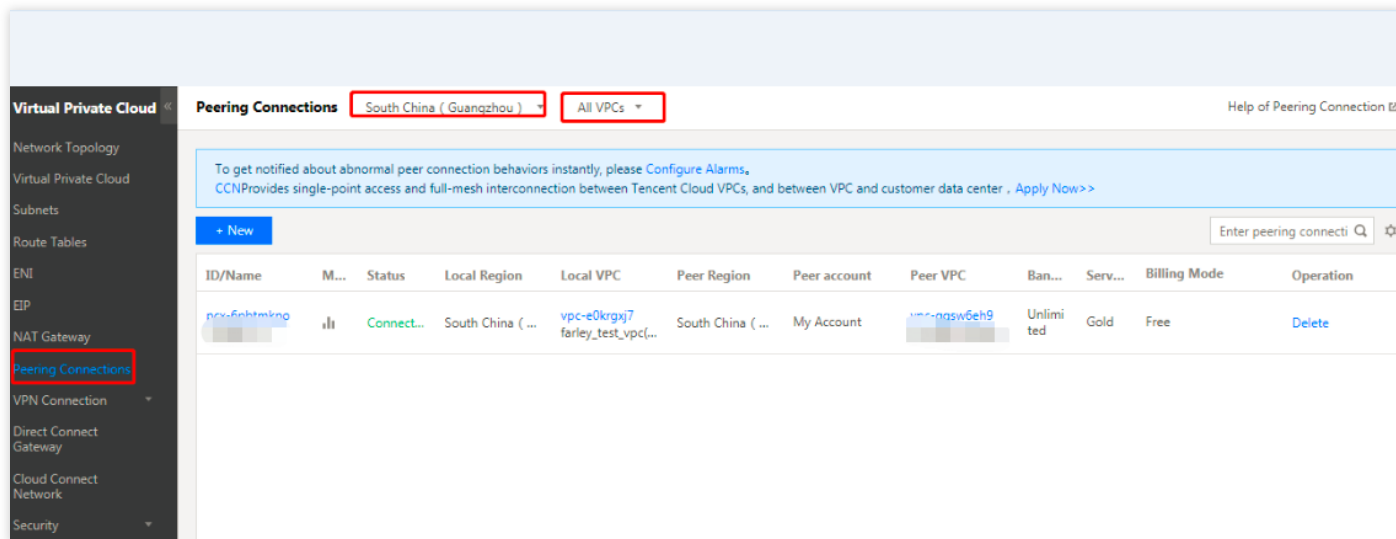 Virtual Private Cloud «
Peering Connections South China ( Guangzhou ) All VPCs Help of Peering Connection
Network Topology
Virtual Private Cloud
Subnets
Route Tables
ENI
EIP
NAT Gateway
Peering Connections
VPN Connection
Direct Connect
Gateway
Cloud Connect
Network
Security
To get notified about abnormal peer connection behaviors instantly, please Configure Alarms。
CCNProvides single-point access and full-mesh interconnection between Tencent Cloud VPCs, and between VPC and customer data center , Apply Now>>
+ New Enter peering connecti
ID/Name M... Status Local Region Local VPC Peer Region Peer account Peer VPC Ban... Serv... Billing Mode Operation
Connect... South China ( ... vpc-e0krgxj7 South China ( ... My Account Unlimi Gold Free Delete
farley_test_vpc(... ted